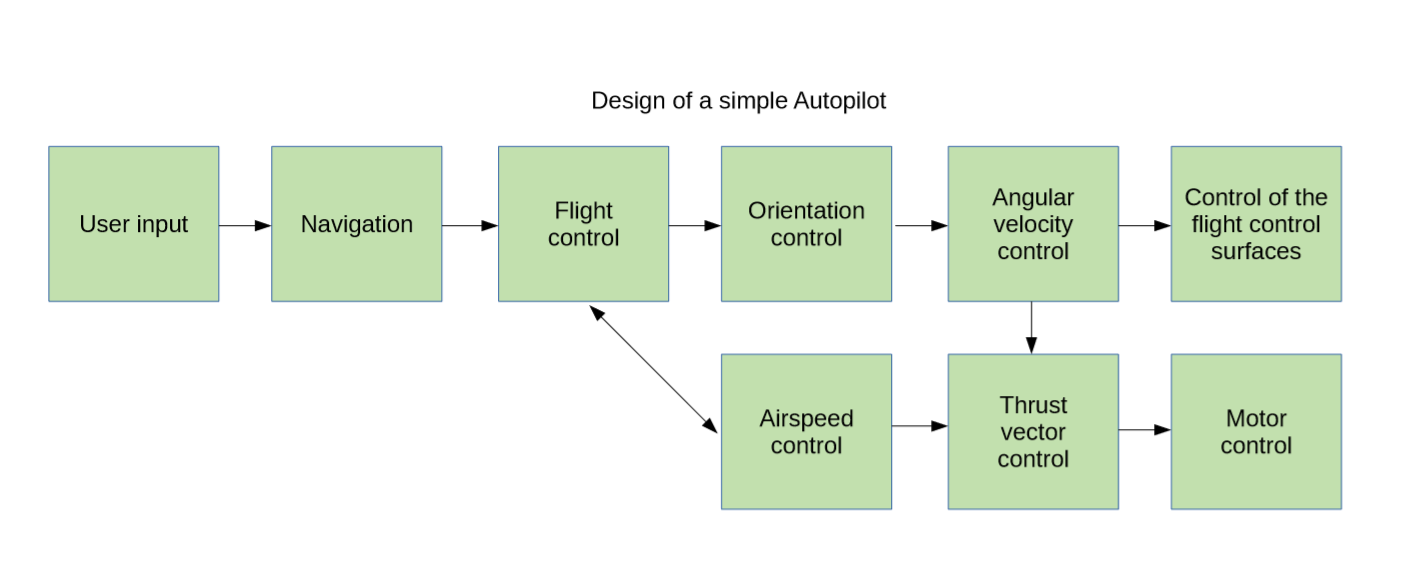 Design of a simple Autopilot
User input
Navigation
Flight
control
Orientation
control
Angular
velocity
control
Control of the
flight control
surfaces
Airspeed
control
Thrust
vector
control
Motor
control